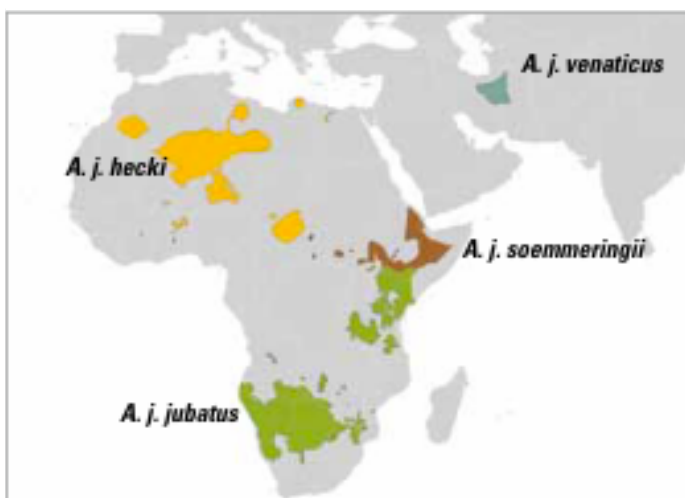 A. j. venaticus
A. j. hecki
A. j. soemmeringii
A. j. jubatus